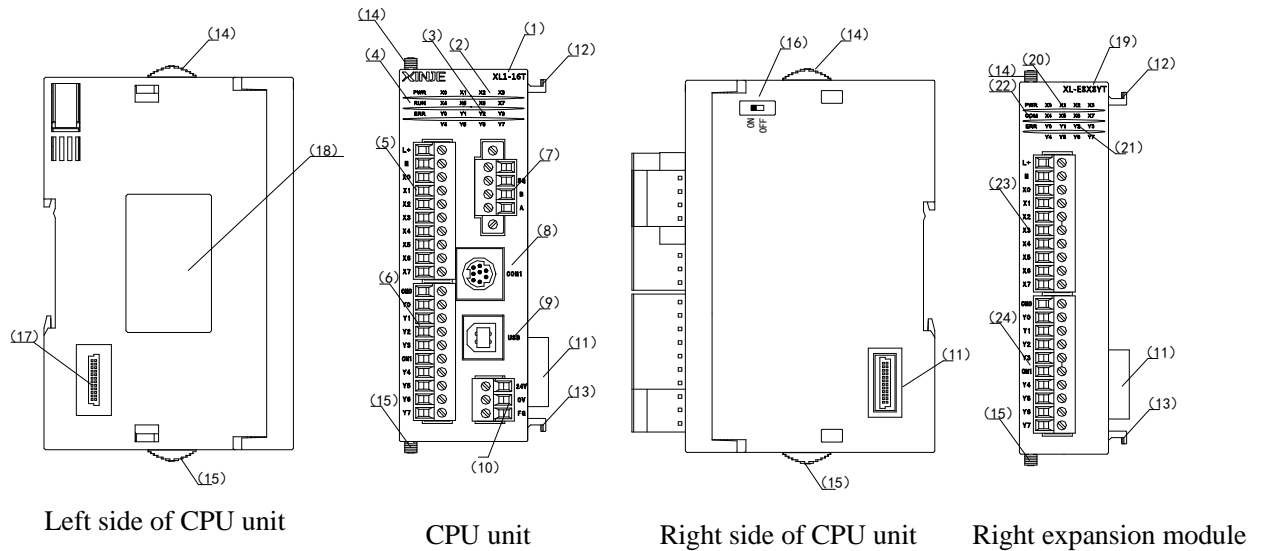 (14)
(18)
(17)
(15)
Left side of CPU unit
(14)
(3)
(2)
(1)
(4)
(12)
XINJE
XL1-16T
PWR X0 X1 X2 X3
RUN X4 X5 X6 X7
ERR Y0 Y1 Y2 Y3
Y4 Y5 Y6 Y7
(5)
(7)
L+
N
X0
X1
X2
X3
X4
X5
X6
X7
B
A
(8)
COM1
(6)
CM0
Y0
Y1
Y2
Y3
CM1
Y4
Y5
Y6
Y7
(9)
USB
(11)
24V
0V
FG
(13)
(15)
(10)
CPU unit
(16)
(14)
ON
OFF
(11)
(15)
Right side of CPU unit
(19)
(20)
(14)
(12)
(22)
XL-E8X8YT
PWR X0 X1 X2 X3
COM X4 X5 X6 X7
ERR Y0 Y1 Y2 Y3
Y4 Y5 Y6 Y7
(21)
(23)
L+
N
X0
X1
X2
X3
X4
X5
X6
X7
(24)
CM0
Y0
Y1
Y2
Y3
CM1
Y4
Y5
Y6
Y7
(11)
(13)
(15)
Right expansion module